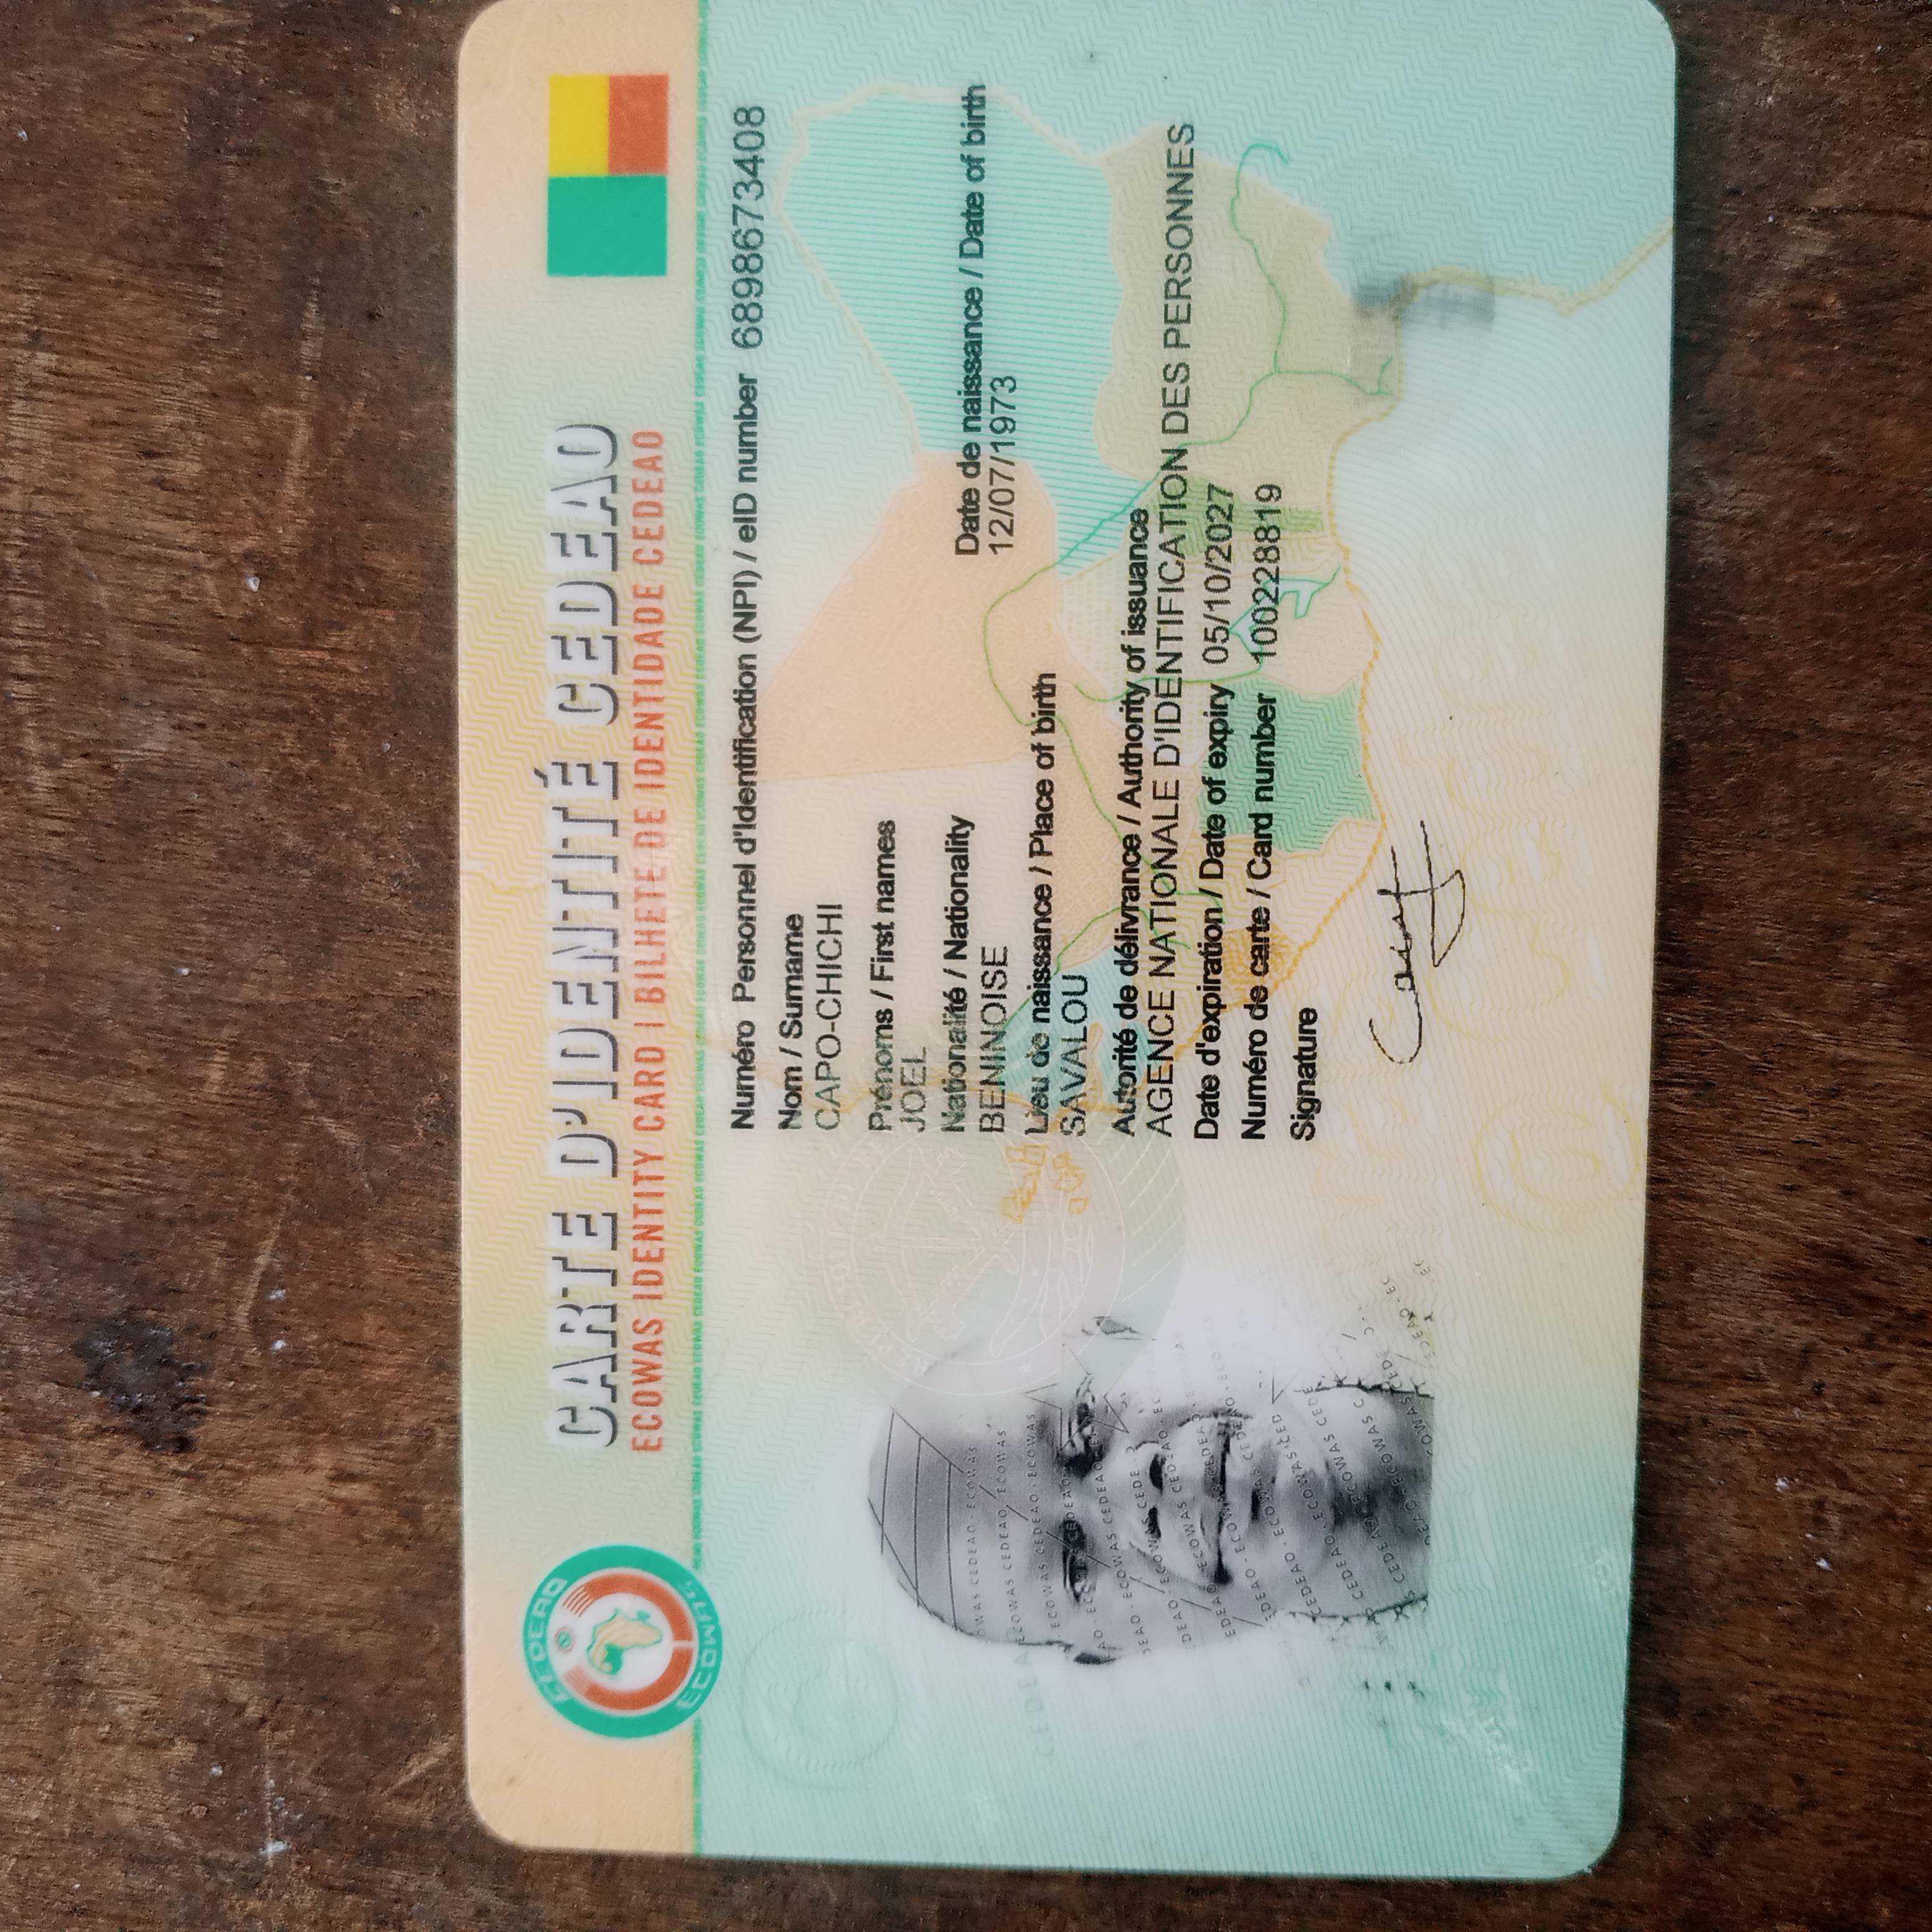 CEDEAO
ECOWAS
CARTE D'IDENTITÉ CEDEAO
ECOWAS IDENTITY CARD | BILHETE DE IDENTIDADE CEDEAO
Numéro Personnel d'Identification (NPI) / eID number 6898673408
Nom / Surname
CAPO-CHICHI
Prénoms / First names
JOEL
Nationalité / Nationality
BENINOISE
Date de naissance / Date of birth
12/07/1973
Lieu de naissance / Place of birth
SAVALOU
Autorité de délivrance / Authority of issuance
AGENCE NATIONALE D'IDENTIFICATION DES PERSONNES
Date d'expiration / Date of expiry 05/10/2027
Numéro de carte / Card number 100228819
Signature